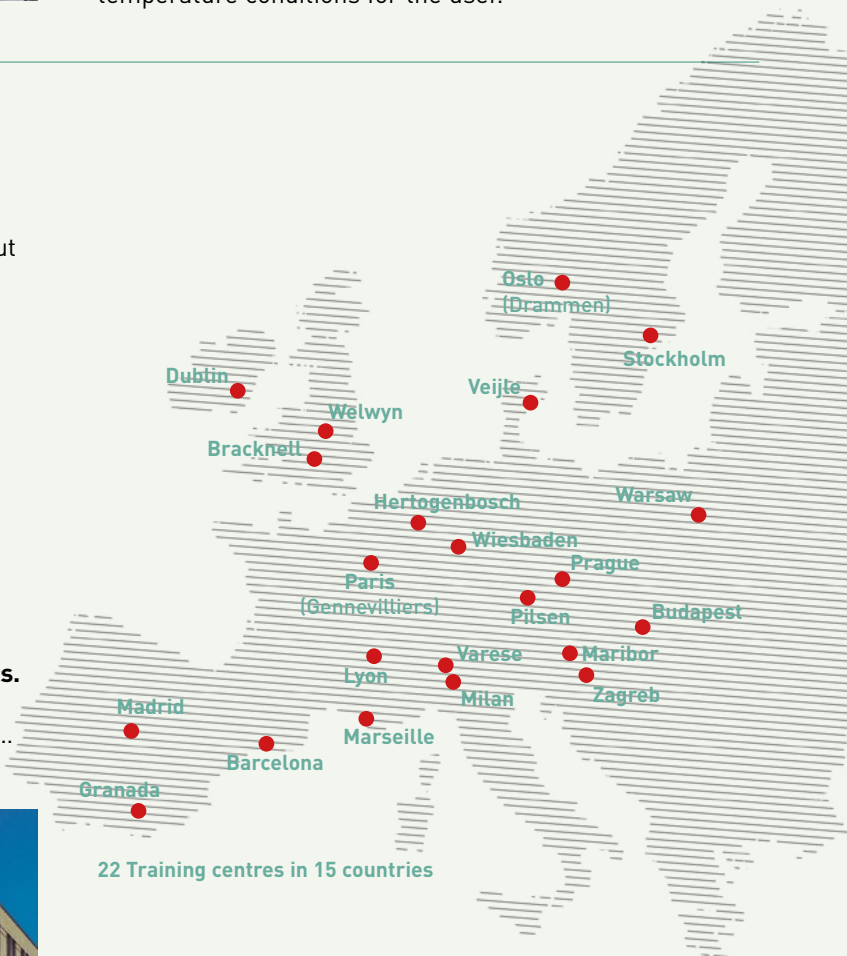 temperature conditions for the user.
ut
Oslo
(Drammen)
Stockholm
Dublin
Veijle
Welwyn
Bracknell
Hertogenbosch
Warsaw
Wiesbaden
Prague
Paris
(Gennevilliers)
Pilsen
Budapest
Varese
Maribor
Lyon
s.
Milan
Zagreb
Madrid
Marseille
...
Barcelona
Granada
22 Training centres in 15 countries